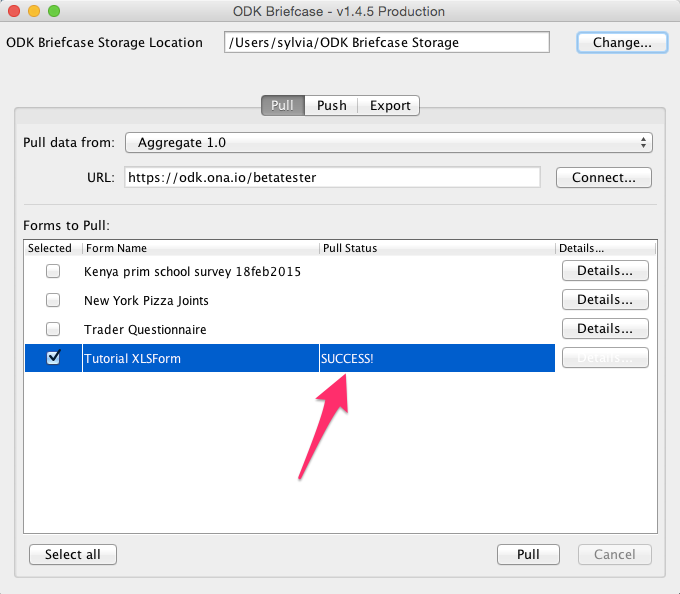 ODK Briefcase - v1.4.5 Production
ODK Briefcase Storage Location /Users/sylvia/ODK Briefcase Storage Change...
Pull Push Export
Pull data from: Aggregate 1.0
URL: https://odk.ona.io/betatester Connect...
Forms to Pull:
Selected Form Name Pull Status Details...
Kenya prim school survey 18feb2015 Details...
New York Pizza Joints Details...
Trader Questionnaire Details...
Tutorial XLSForm SUCCESS! Details...
Select all Pull Cancel